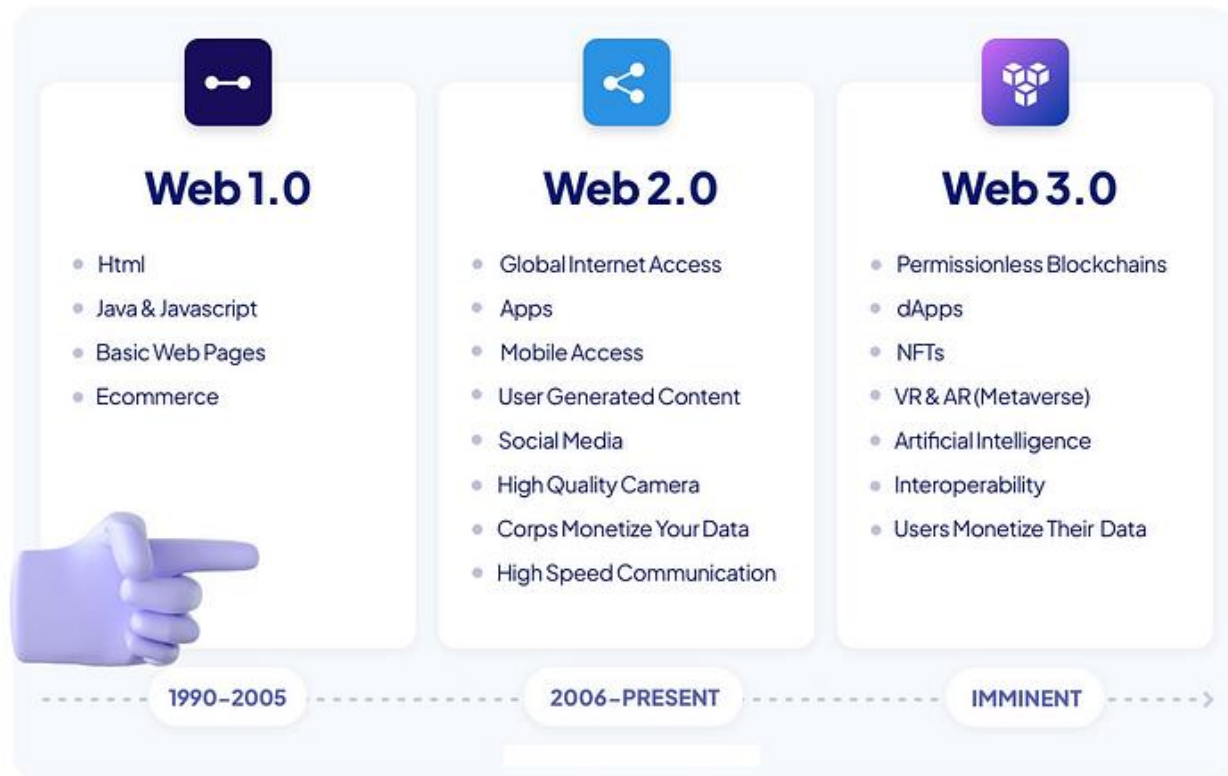 Web 1.0
Html
Java & Javascript
Basic Web Pages
Ecommerce
1990-2005
Web 2.0
Global Internet Access
Apps
Mobile Access
User Generated Content
Social Media
High Quality Camera
Corps Monetize Your Data
High Speed Communication
2006-PRESENT
Web 3.0
Permissionless Blockchains
dApps
NFTs
VR & AR (Metaverse)
Artificial Intelligence
Interoperability
Users Monetize Their Data
IMMINENT